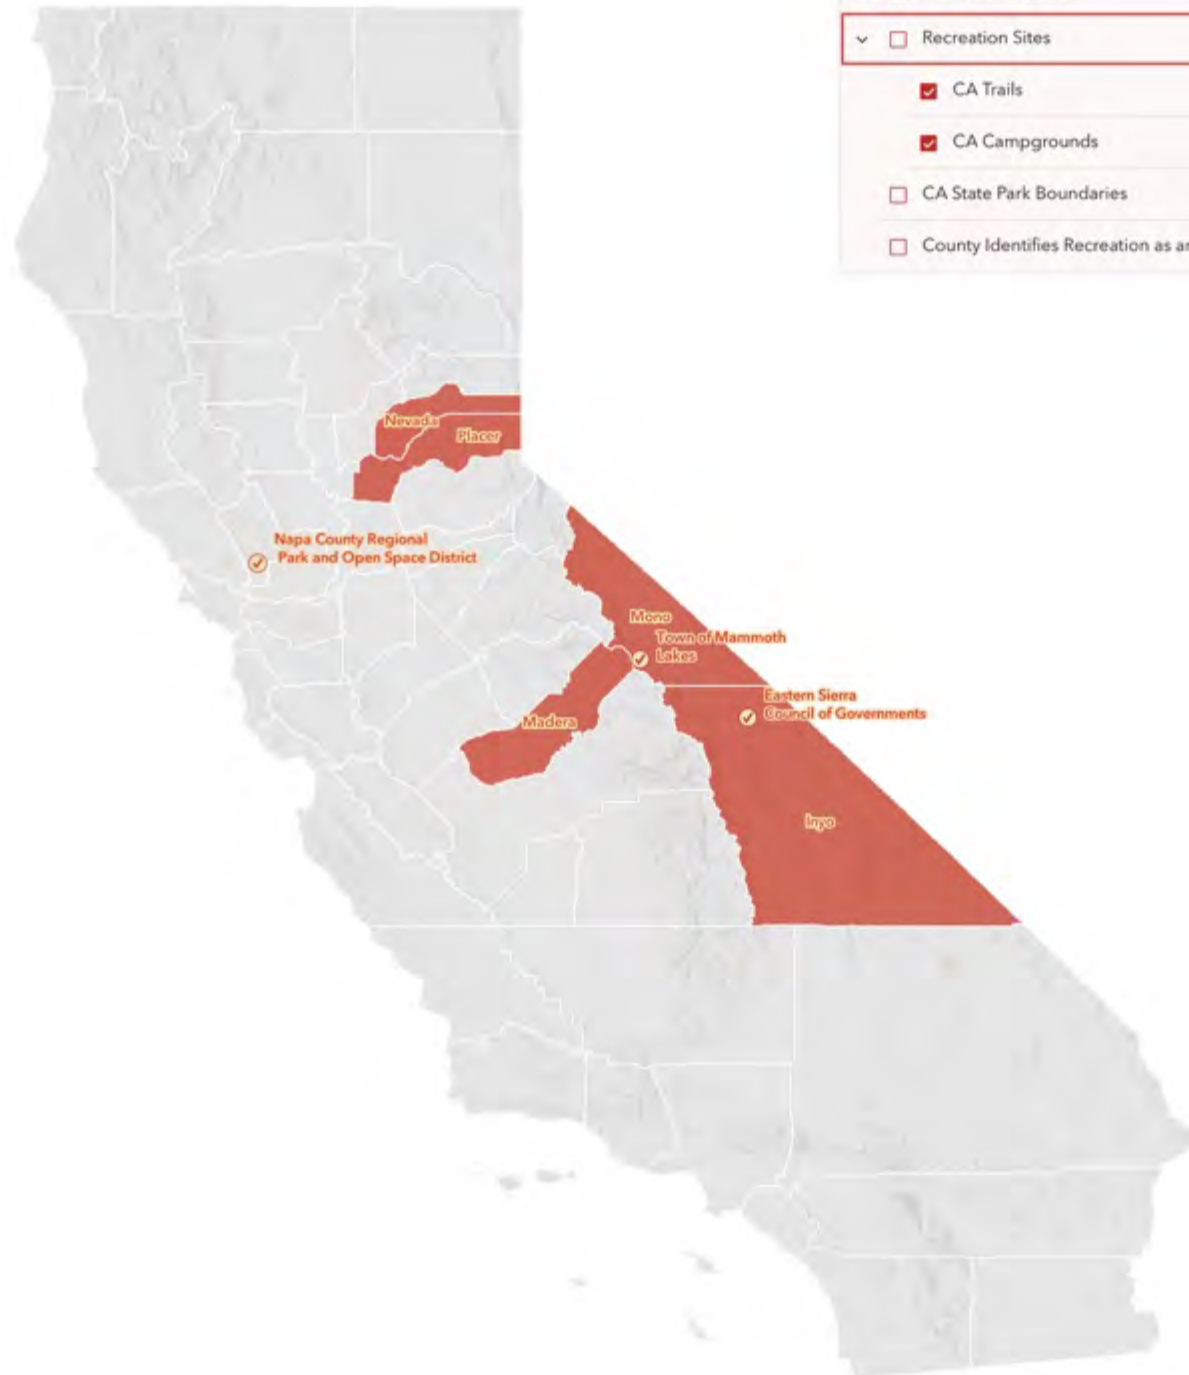 Recreation Sites
CA Trails
CA Campgrounds
CA State Park Boundaries
County Identifies Recreation as
Nevada
Placer
Napa County Regional
Park and Open Space District
Mono
Town of Mammoth
Lakes
Eastern Sierra
Council of Governments
Madera
Inyo